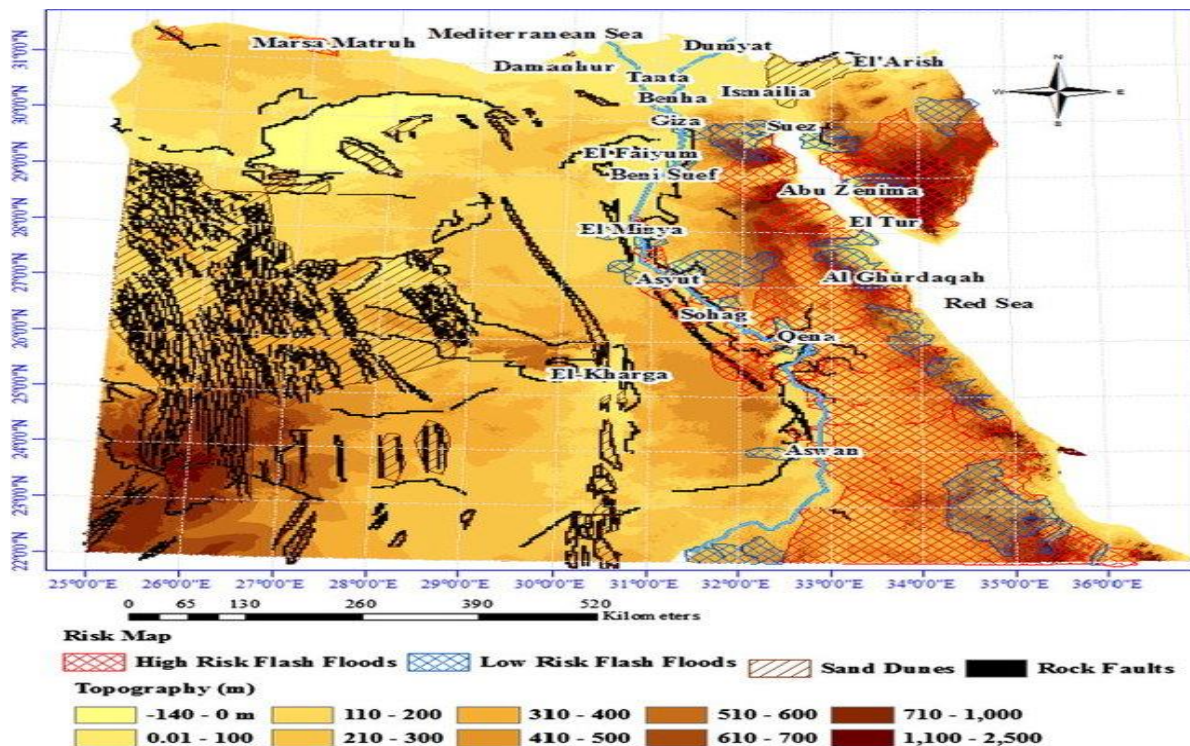 Mediterranean Sea
Marsa Matruh
Dumyat
Damanhur
El'Arish
Tanta
Ismailia
Benha
Giza
Suez
El Faiyum
Beni Suef
Abu Zenima
El Minya
El Tur
Asyut
Al Ghurdaqah
Red Sea
Sohag
Qena
El-Kharga
Aswan
N
W
E
S
31°0'0"N
30°0'0"N
29°0'0"N
28°0'0"N
27°0'0"N
26°0'0"N
25°0'0"N
24°0'0"N
23°0'0"N
22°0'0"N
25°0'0"E 26°0'0"E 27°0'0"E 28°0'0"E 29°0'0"E 30°0'0"E 31°0'0"E 32°0'0"E 33°0'0"E 34°0'0"E 35°0'0"E 36°0'0"E
0 65 130 260 390 520
Kilometers
Risk Map
High Risk Flash Floods Low Risk Flash Floods Sand Dunes Rock Faults
Topography (m)
-140 - 0 m 110 - 200 310 - 400 510 - 600 710 - 1,000
0.01 - 100 210 - 300 410 - 500 610 - 700 1,100 - 2,500